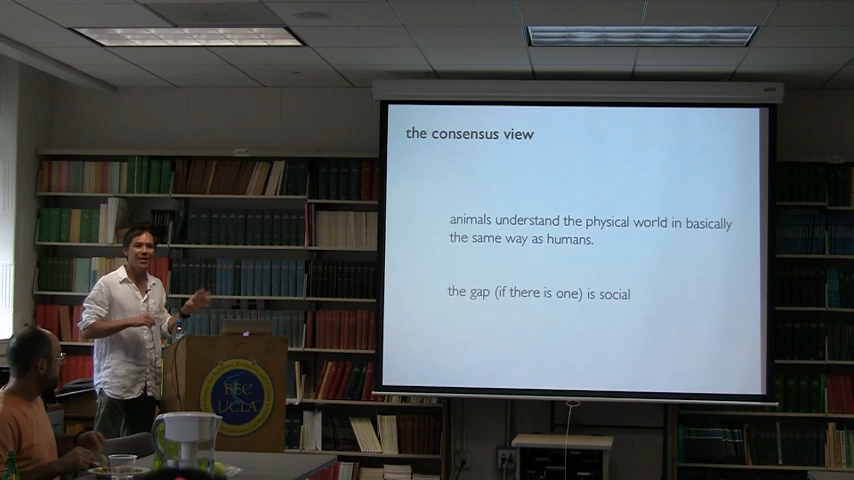 the consensus view
animals understand the physical world in basically
the same way as humans.
the gap (if there is one) is social
BEC
UCLA